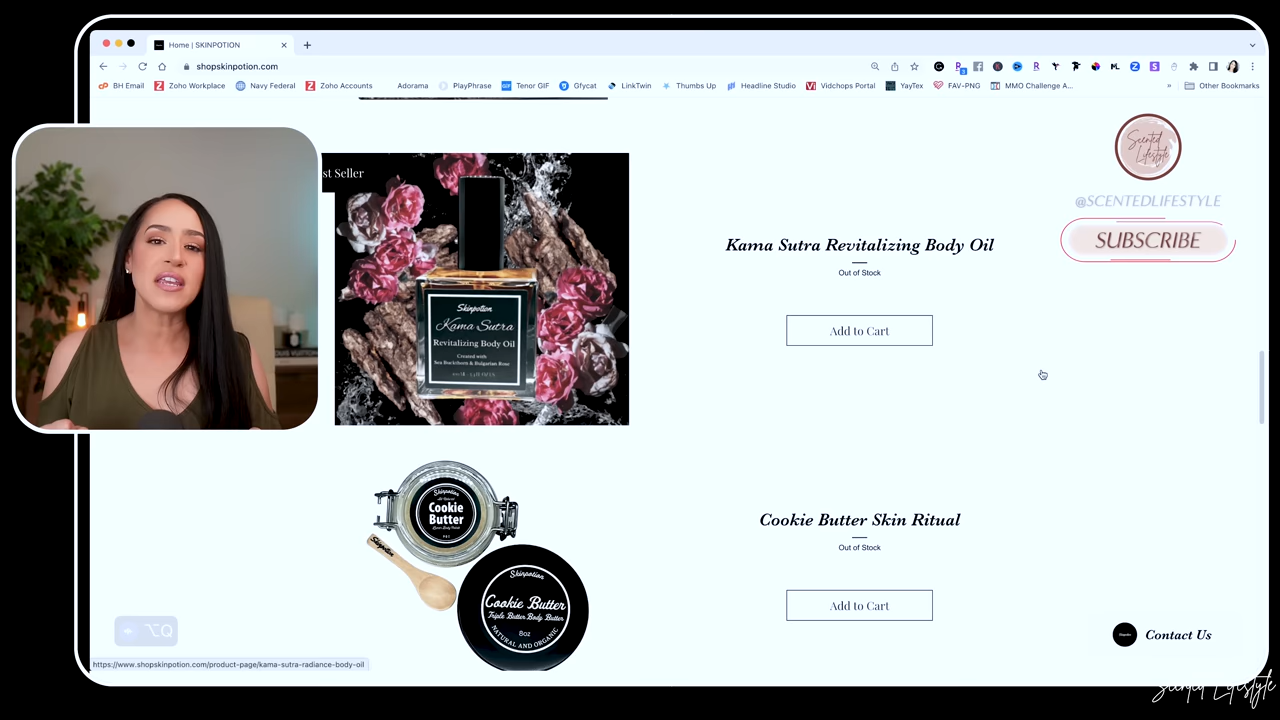 Home | SKINPOTION
shopskinpotion.com
BH Email
Zoho Workplace
Navy Federal
Zoho Accounts
Adorama
PlayPhrase
Tenor GIF
Gfycat
LinkTwin
Thumbs Up
Headline Studio
Vidchops Portal
YayTex
FAV-PNG
MMO Challenge A...
»
Other Bookmarks
st Seller
Skinpotion
Kama Sutra
Revitalizing Body Oil
Created with
Sea Buckthorn & Bulgarian Rose
Kama Sutra Revitalizing Body Oil
Out of Stock
Add to Cart
Scented
Lifestyle
@SCENTEDLIFESTYLE
SUBSCRIBE
LOUIS VUITTON
Skinpotion
Cookie
Butter
Skinpotion
Skinpotion
Cookie Butter
Triple Butter Body Butter
8oz
NATURAL AND ORGANIC
Cookie Butter Skin Ritual
Out of Stock
Add to Cart
Contact Us
⌥Q
https://www.shopskinpotion.com/product-page/kama-sutra-radiance-body-oil
Scented Lifestyle